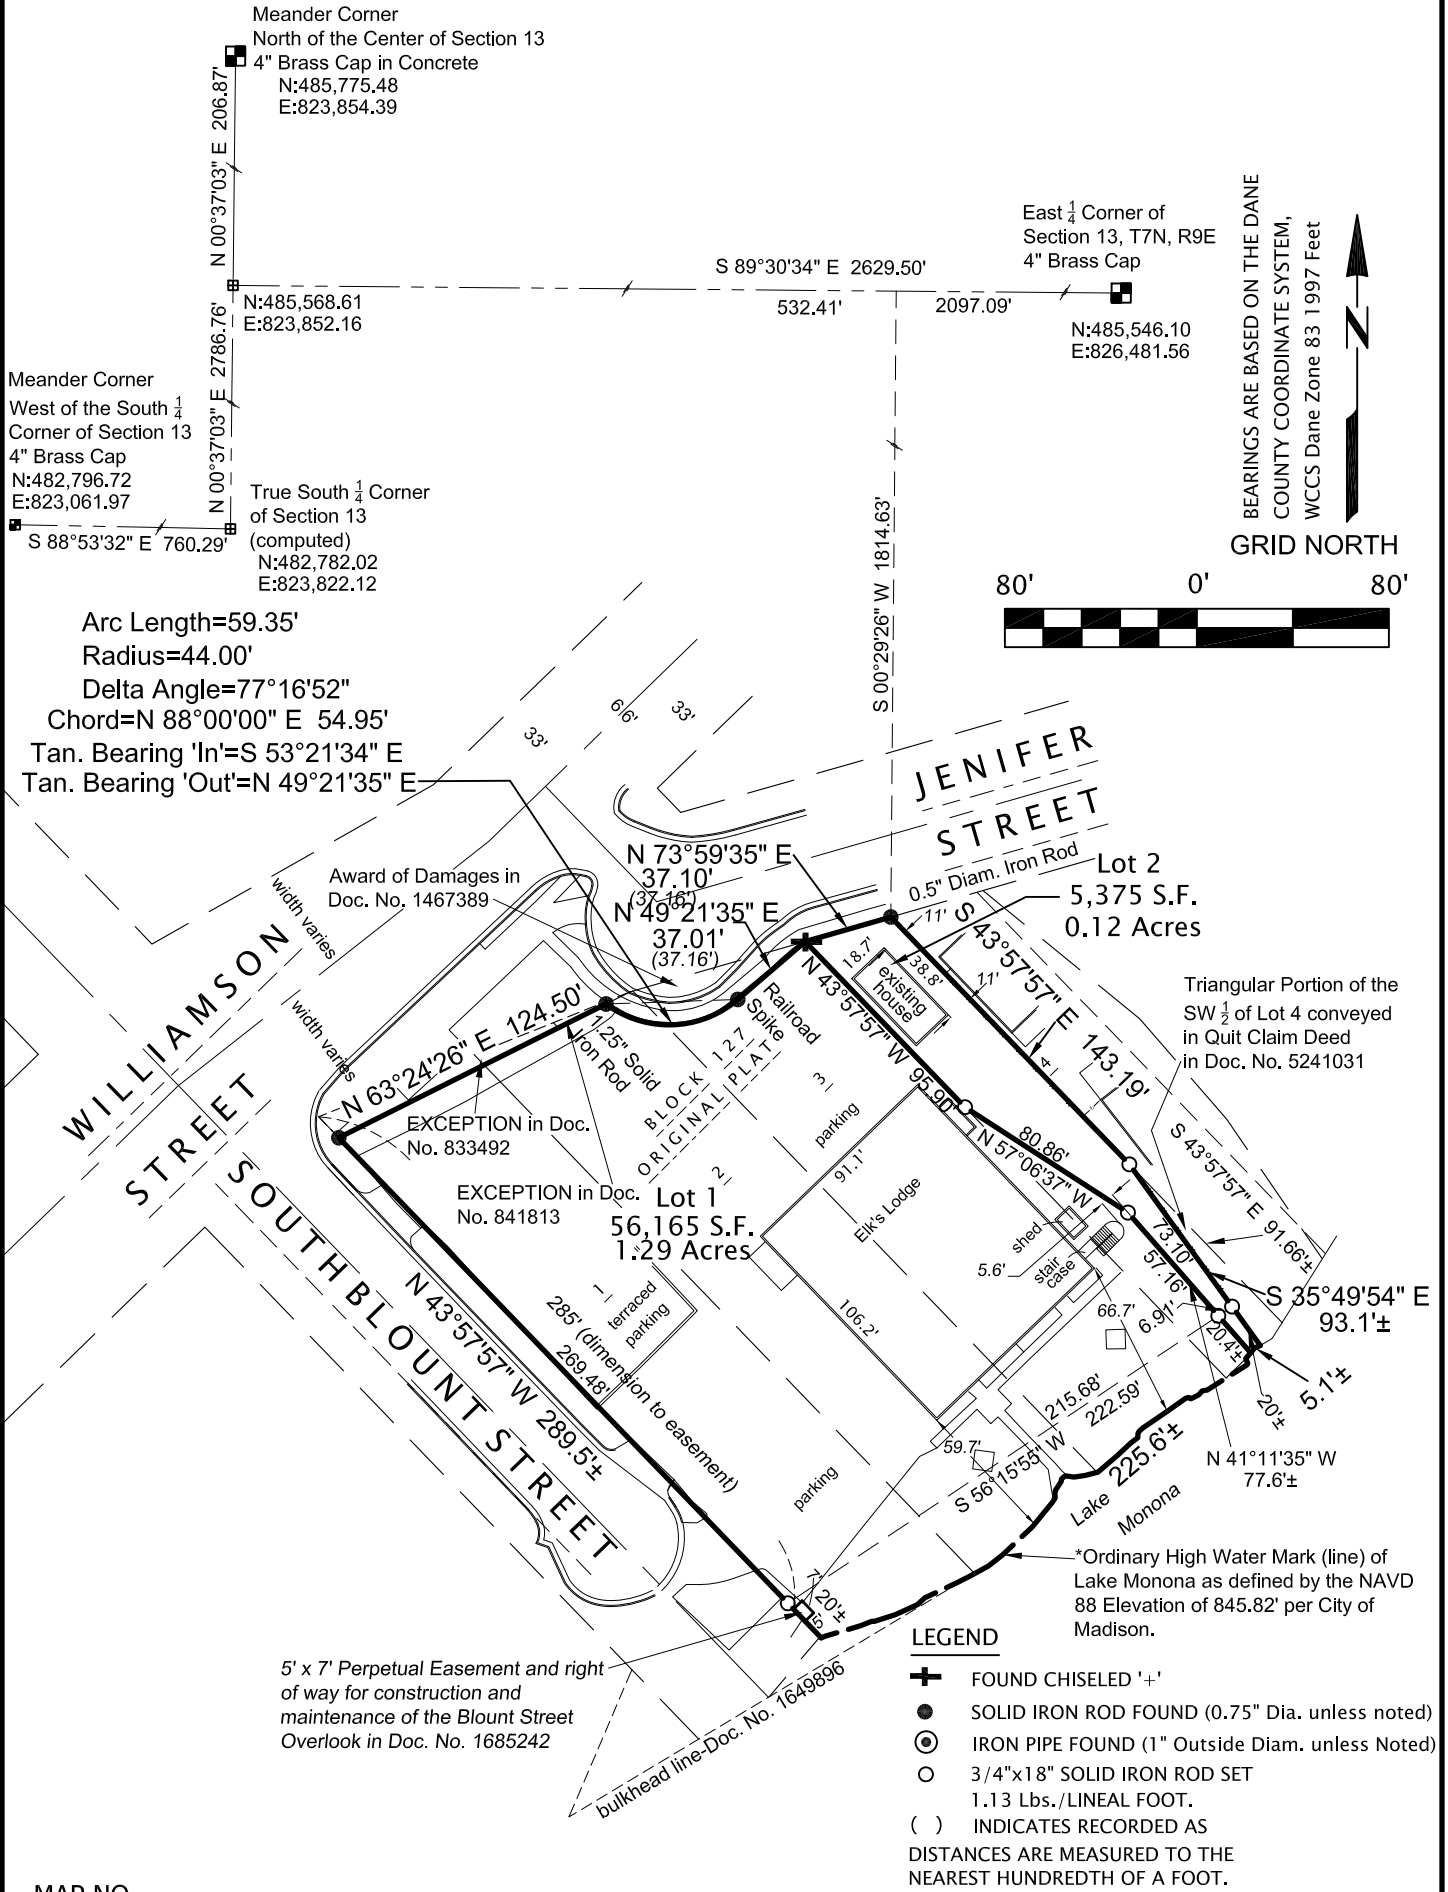 Meander Corner
North of the Center of Section 13
4" Brass Cap in Concrete
N:485,775.48
E:823,854.39
N 00°37'03" E 206.87'
N:485,568.61
E:823,852.16
S 89°30'34" E 2629.50'
532.41'
2097.09'
East 1/4 Corner of
Section 13, T7N, R9E
4" Brass Cap
N:485,546.10
E:826,481.56
BEARINGS ARE BASED ON THE DANE
COUNTY COORDINATE SYSTEM,
WCCS Dane Zone 83 1997 Feet
N
GRID NORTH
80'
0'
80'
Meander Corner
West of the South 1/4
Corner of Section 13
4" Brass Cap
N:482,796.72
E:823,061.97
N 00°37'03" E 2786.76'
S 88°53'32" E 760.29'
True South 1/4 Corner
of Section 13
(computed)
N:482,782.02
E:823,822.12
S 00°29'26" W 1814.63'
Arc Length=59.35'
Radius=44.00'
Delta Angle=77°16'52"
Chord=N 88°00'00" E 54.95'
Tan. Bearing 'In'=S 53°21'34" E
Tan. Bearing 'Out'=N 49°21'35" E
33'
66'
33'
JENIFER
STREET
N 73°59'35" E
37.10'
(37.16')
N 49°21'35" E
37.01'
(37.16')
0.5" Diam. Iron Rod
Lot 2
5,375 S.F.
0.12 Acres
Award of Damages in
Doc. No. 1467389
width varies
WILLIAMSON
STREET
width varies
11'
18.7'
38.8'
existing
house
11'
S 43°57'57" E 143.19'
4
Triangular Portion of the
SW 1/2 of Lot 4 conveyed
in Quit Claim Deed
in Doc. No. 5241031
N 63°24'26" E 124.50'
1.25" Solid
Iron Rod
Railroad
Spike
N 43°57'57" W 95.90'
BLOCK 127
ORIGINAL PLAT
3
2
1
parking
EXCEPTION in Doc.
No. 833492
EXCEPTION in Doc.
No. 841813
Lot 1
56,165 S.F.
1.29 Acres
91.1'
Elk's Lodge
106.2'
80.86'
N 57°06'37" W
shed
stair
case
5.6'
S 43°57'57" E 91.66'±
73.10'
57.16'
66.7'
6.91'
20.4'±
S 35°49'54" E
93.1'±
5.1'±
20'±
N 41°11'35" W
77.6'±
SOUTH BLOUNT STREET
N 43°57'57" W 289.5'±
terraced
parking
285' (dimension to easement)
269.48'
215.68'
222.59'
S 56°15'55" W
59.7'
parking
225.6'±
Lake
Monona
*Ordinary High Water Mark (line) of
Lake Monona as defined by the NAVD
88 Elevation of 845.82' per City of
Madison.
7'
20'±
5'
5' x 7' Perpetual Easement and right
of way for construction and
maintenance of the Blount Street
Overlook in Doc. No. 1685242
bulkhead line-Doc. No. 1649896
LEGEND
FOUND CHISELED '+'
SOLID IRON ROD FOUND (0.75" Dia. unless noted)
IRON PIPE FOUND (1" Outside Diam. unless Noted)
3/4"x18" SOLID IRON ROD SET
1.13 Lbs./LINEAL FOOT.
( ) INDICATES RECORDED AS
DISTANCES ARE MEASURED TO THE
NEAREST HUNDREDTH OF A FOOT.
MAP NO.